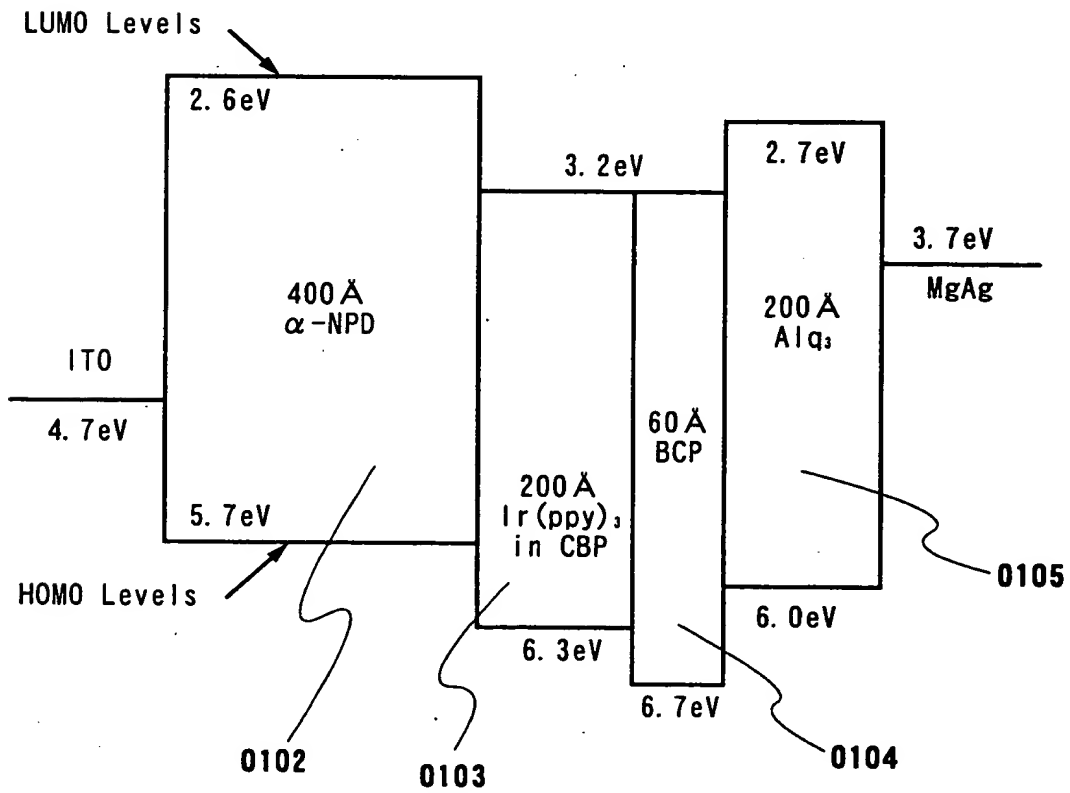 LUMO Levels
2.6eV
3.2eV
2.7eV
3.7eV
MgAg
400Å
α-NPD
200Å
Alq₃
ITO
4.7eV
60Å
BCP
200Å
Ir(ppy)₃
in CBP
5.7eV
HOMO Levels
0105
6.0eV
6.3eV
6.7eV
0102
0103
0104